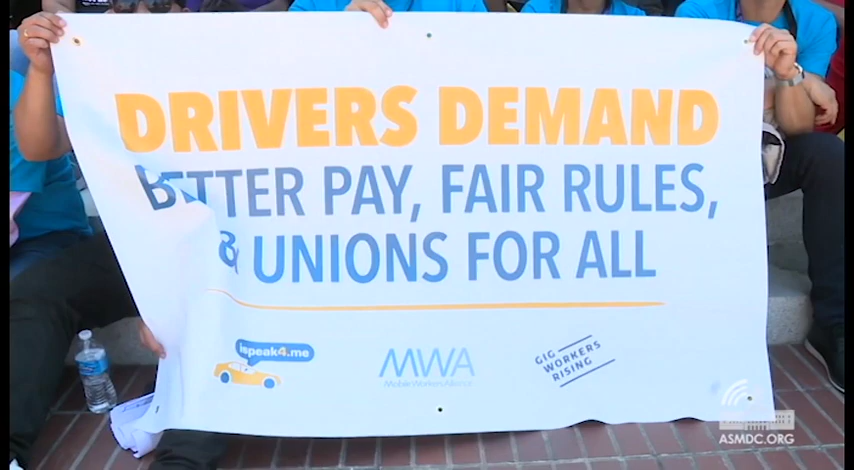 DRIVERS DEMAND
BETTER PAY, FAIR RULES,
& UNIONS FOR ALL
ispeak4.me
MWA
MobileWorkersAlliance
GIG
WORKERS
RISING
ASMDC.ORG